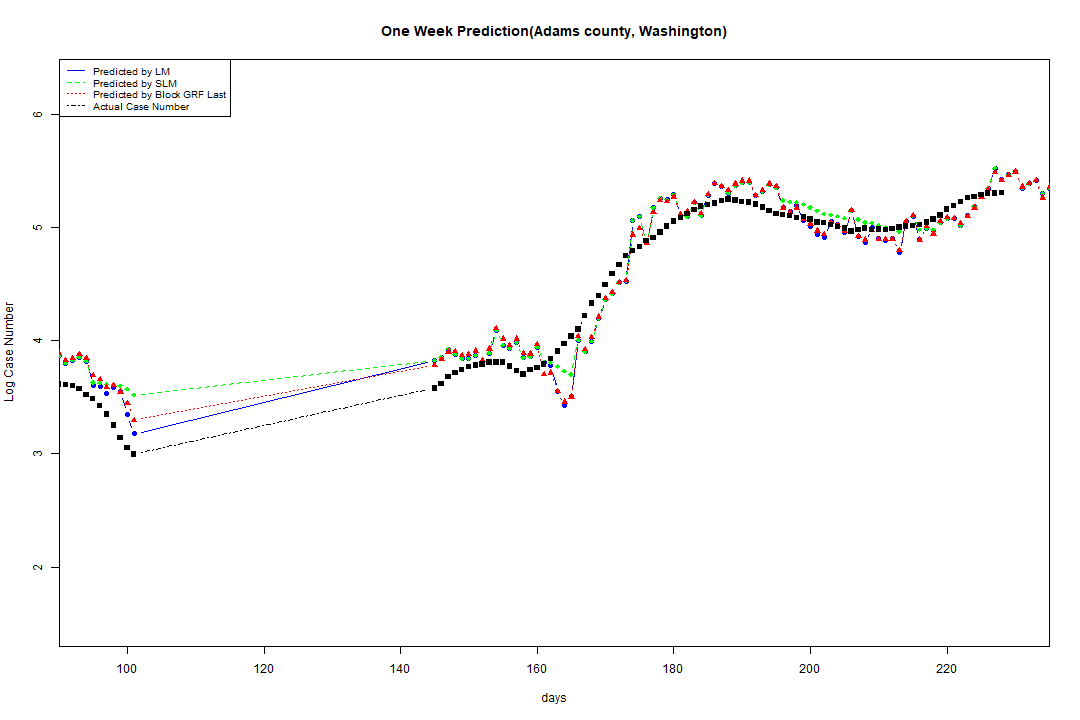 One Week Prediction(Adams county, Washington)
Predicted by LM
Predicted by SLM
Predicted by Block GRF Last
Actual Case Number
6
5
4
3
2
Log Case Number
100 120 140 160 180 200 220
days